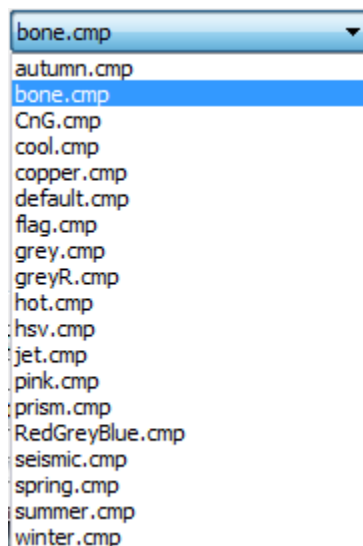 bone.cmp
autumn.cmp
bone.cmp
CnG.cmp
cool.cmp
copper.cmp
default.cmp
flag.cmp
grey.cmp
greyR.cmp
hot.cmp
hsv.cmp
jet.cmp
pink.cmp
prism.cmp
RedGreyBlue.cmp
seismic.cmp
spring.cmp
summer.cmp
winter.cmp